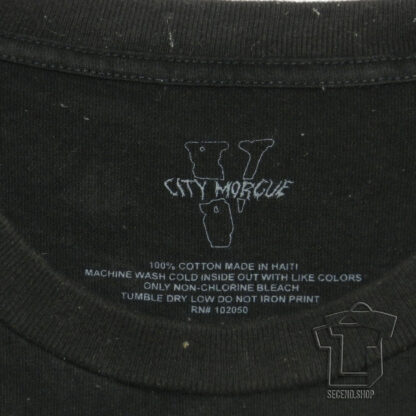 CITY MORGUE
100% COTTON MADE IN HAITI
MACHINE WASH COLD INSIDE OUT WITH LIKE COLORS
ONLY NON-CHLORINE BLEACH
TUMBLE DRY LOW DO NOT IRON PRINT
RN# 102050
SECEND.SHOP